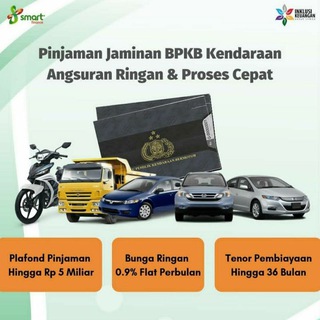 smart
finance
INKLUSI
KEUANGAN
Pinjaman Jaminan BPKB Kendaraan
Angsuran Ringan & Proses Cepat
Plafond Pinjaman
Hingga Rp 5 Miliar
Bunga Ringan
0.9% Flat Perbulan
Tenor Pembiayaan
Hingga 36 Bulan